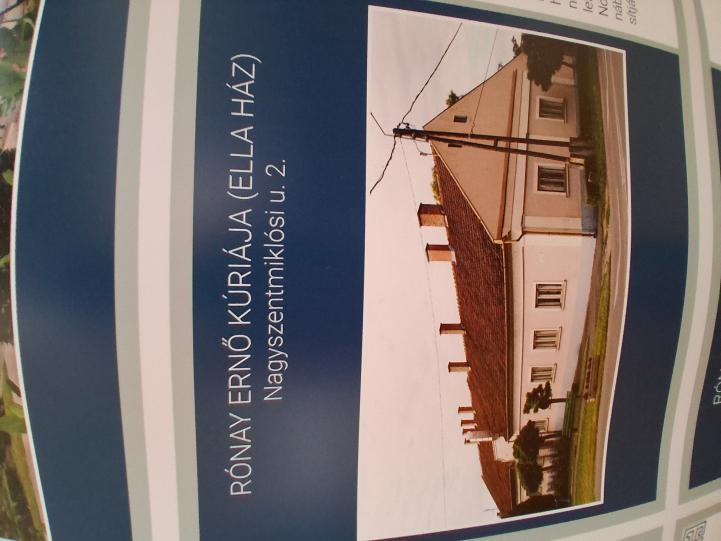 RÓNAY ERNŐ KÚRIÁJA (ELLA HÁZ)
Nagyszentmiklósi u. 2.